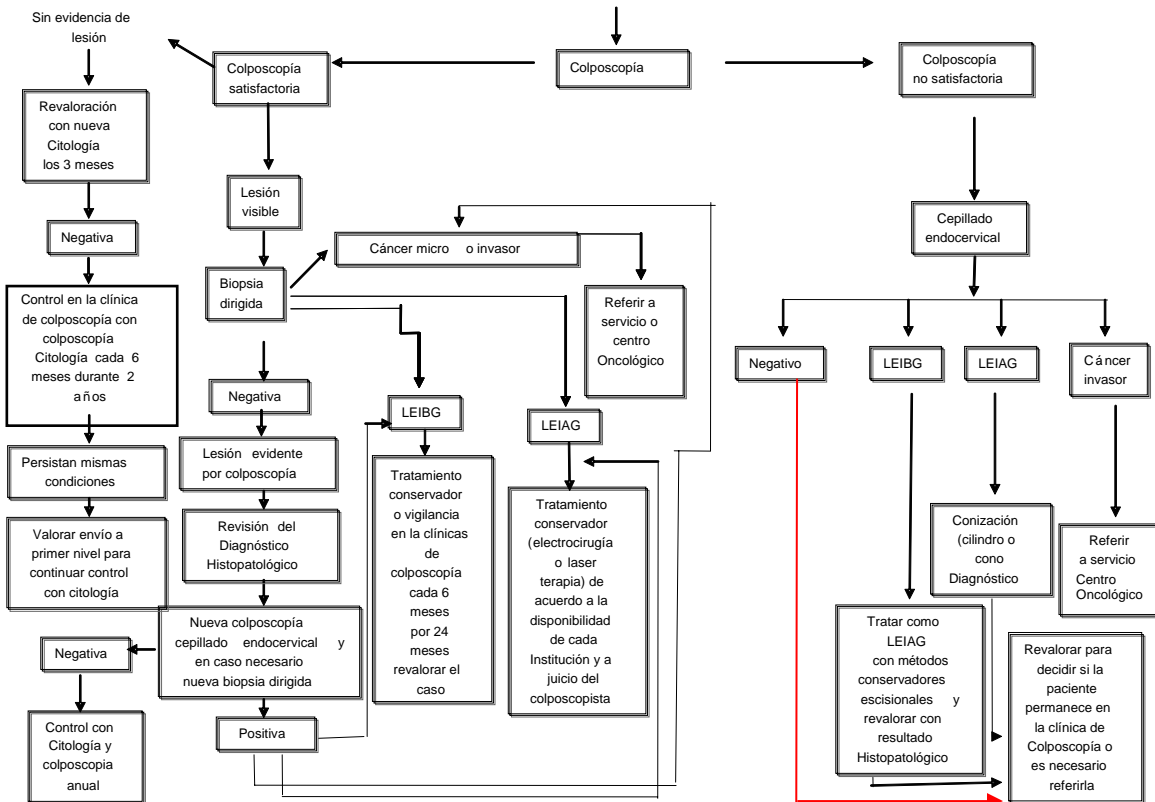 Sin evidencia de
lesión
Colposcopía
satisfactoria
Colposcopía
Colposcopía
no satisfactoria
Revaloración
con nueva
Citología
los 3 meses
Negativa
Control en la clínica
de colposcopía con
colposcopía
Citología cada 6
meses durante 2
años
Persistan mismas
condiciones
Valorar envío a
primer nivel para
continuar control
con citología
Lesión
visible
Biopsia
dirigida
Cáncer micro o invasor
Referir a
servicio o
centro
Oncológico
Negativa
Lesión evidente
por colposcopía
Revisión del
Diagnóstico
Histopatológico
Nueva colposcopía
cepillado endocervical y
en caso necesario
nueva biopsia dirigida
Negativa
Control con
Citología y
colposcopia
anual
Positiva
LEIBG
Tratamiento
conservador
o vigilancia
en la clínicas
de
colposcopía
cada 6
meses
por 24
meses
revalorar el
caso
LEIAG
Tratamiento
conservador
(electrocirugía
o laser
terapia) de
acuerdo a la
disponibilidad
de cada
Institución y a
juicio del
colposcopista
Cepillado
endocervical
Negativo
LEIBG
LEIAG
Cáncer
invasor
Conización
(cilindro o
cono
Diagnóstico
Referir
a servicio
Centro
Oncológico
Tratar como
LEIAG
con métodos
conservadores
escisionales y
revalorar con
resultado
Histopatológico
Revalorar para
decidir si la
paciente
permanece en
la clínica de
Colposcopía o
es necesario
referirla